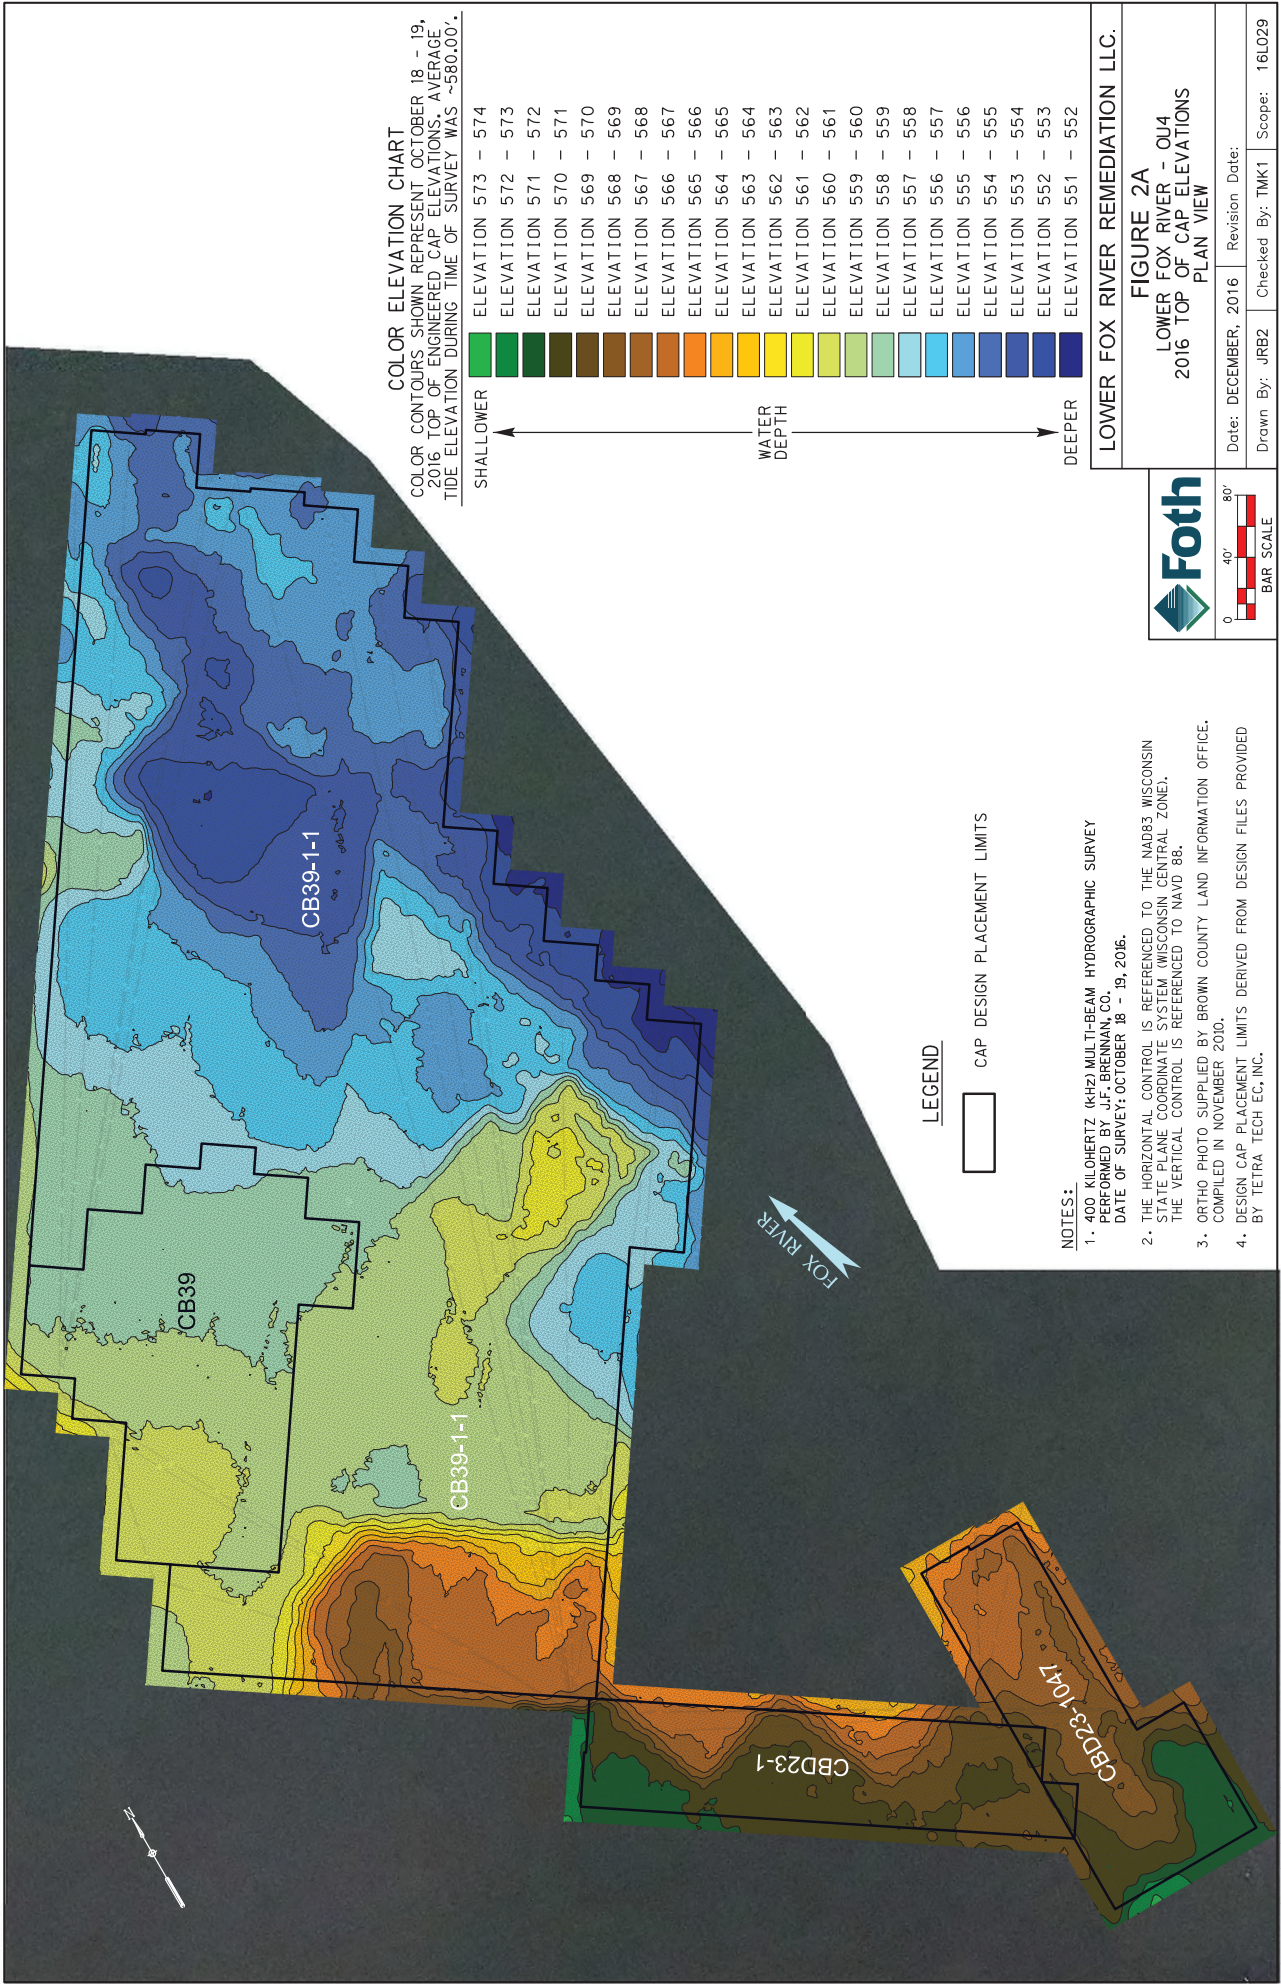 COLOR ELEVATION CHART
COLOR CONTOURS SHOWN REPRESENT OCTOBER 18 - 19,
2016 TOP OF ENGINEERED CAP ELEVATIONS. AVERAGE
TIDE ELEVATION DURING TIME OF SURVEY WAS ~580.00'.
SHALLOWER
WATER
DEPTH
DEEPER
ELEVATION 573 - 574
ELEVATION 572 - 573
ELEVATION 571 - 572
ELEVATION 570 - 571
ELEVATION 569 - 570
ELEVATION 568 - 569
ELEVATION 567 - 568
ELEVATION 566 - 567
ELEVATION 565 - 566
ELEVATION 564 - 565
ELEVATION 563 - 564
ELEVATION 562 - 563
ELEVATION 561 - 562
ELEVATION 560 - 561
ELEVATION 559 - 560
ELEVATION 558 - 559
ELEVATION 557 - 558
ELEVATION 556 - 557
ELEVATION 555 - 556
ELEVATION 554 - 555
ELEVATION 553 - 554
ELEVATION 552 - 553
ELEVATION 551 - 552
CB39-1-1
CB39
CB39-1-1
CBD23-1
CBD23-1047
N
FOX RIVER
LEGEND
CAP DESIGN PLACEMENT LIMITS
NOTES:
1. 400 KILOHERTZ (kHz) MULTI-BEAM HYDROGRAPHIC SURVEY
PERFORMED BY J.F. BRENNAN, CO.
DATE OF SURVEY: OCTOBER 18 - 19, 2016.
2. THE HORIZONTAL CONTROL IS REFERENCED TO THE NAD83 WISCONSIN
STATE PLANE COORDINATE SYSTEM (WISCONSIN CENTRAL ZONE).
THE VERTICAL CONTROL IS REFERENCED TO NAVD 88.
3. ORTHO PHOTO SUPPLIED BY BROWN COUNTY LAND INFORMATION OFFICE.
COMPILED IN NOVEMBER 2010.
4. DESIGN CAP PLACEMENT LIMITS DERIVED FROM DESIGN FILES PROVIDED
BY TETRA TECH EC, INC.
Foth
0 40' 80'
BAR SCALE
LOWER FOX RIVER REMEDIATION LLC.
FIGURE 2A
LOWER FOX RIVER - OU4
2016 TOP OF CAP ELEVATIONS
PLAN VIEW
Date: DECEMBER, 2016 Revision Date:
Drawn By: JRB2 Checked By: TMK1 Scope: 16L029